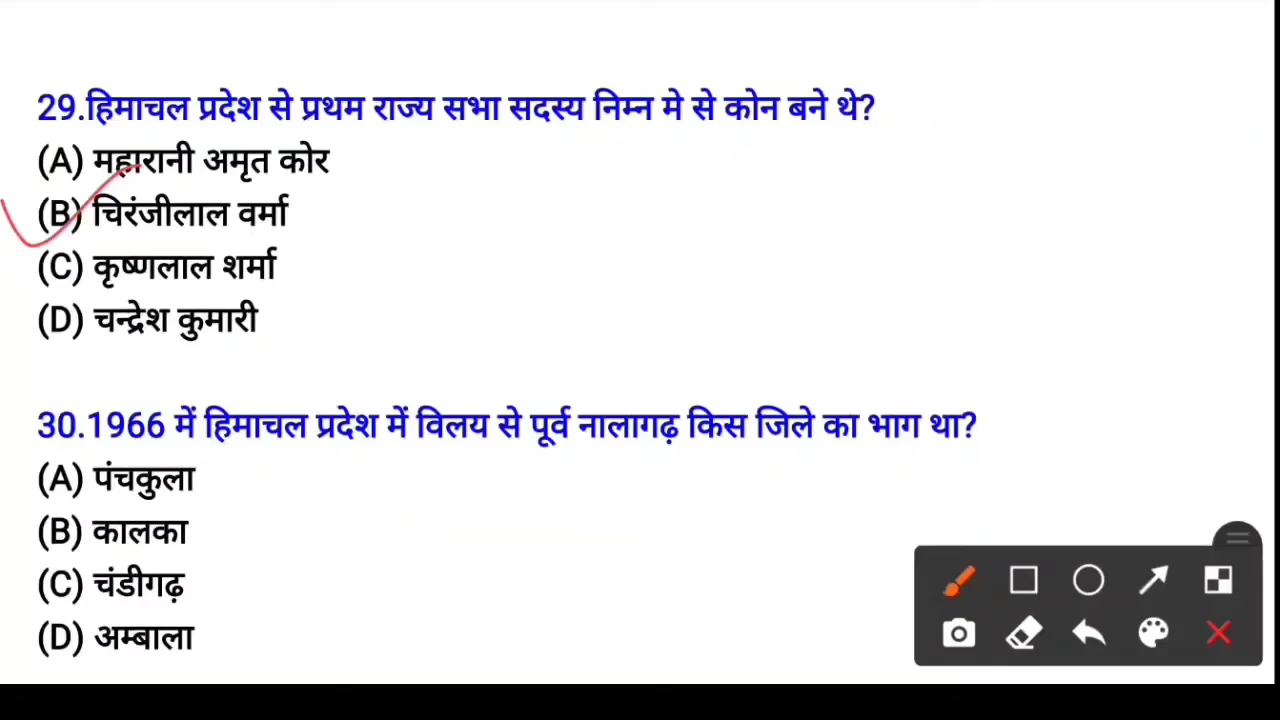 29.हिमाचल प्रदेश से प्रथम राज्य सभा सदस्य निम्न मे से कोन बने थे?
(A) महारानी अमृत कोर
(B) चिरंजीलाल वर्मा
(C) कृष्णलाल शर्मा
(D) चन्द्रेश कुमारी
30.1966 में हिमाचल प्रदेश में विलय से पूर्व नालागढ़ किस जिले का भाग था?
(A) पंचकुला
(B) कालका
(C) चंडीगढ़
(D) अम्बाला